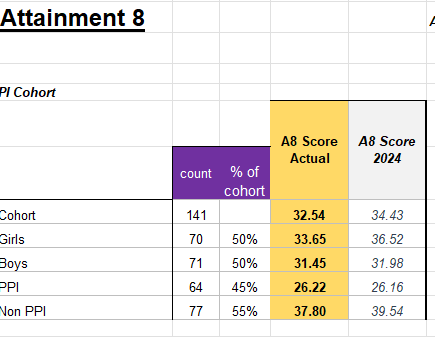 Attainment 8
PI Cohort
A8 Score Actual
A8 Score 2024
count
% of cohort
Cohort 141 32.54 34.43
Girls 70 50% 33.65 36.52
Boys 71 50% 31.45 31.98
PPI 64 45% 26.22 26.16
Non PPI 77 55% 37.80 39.54